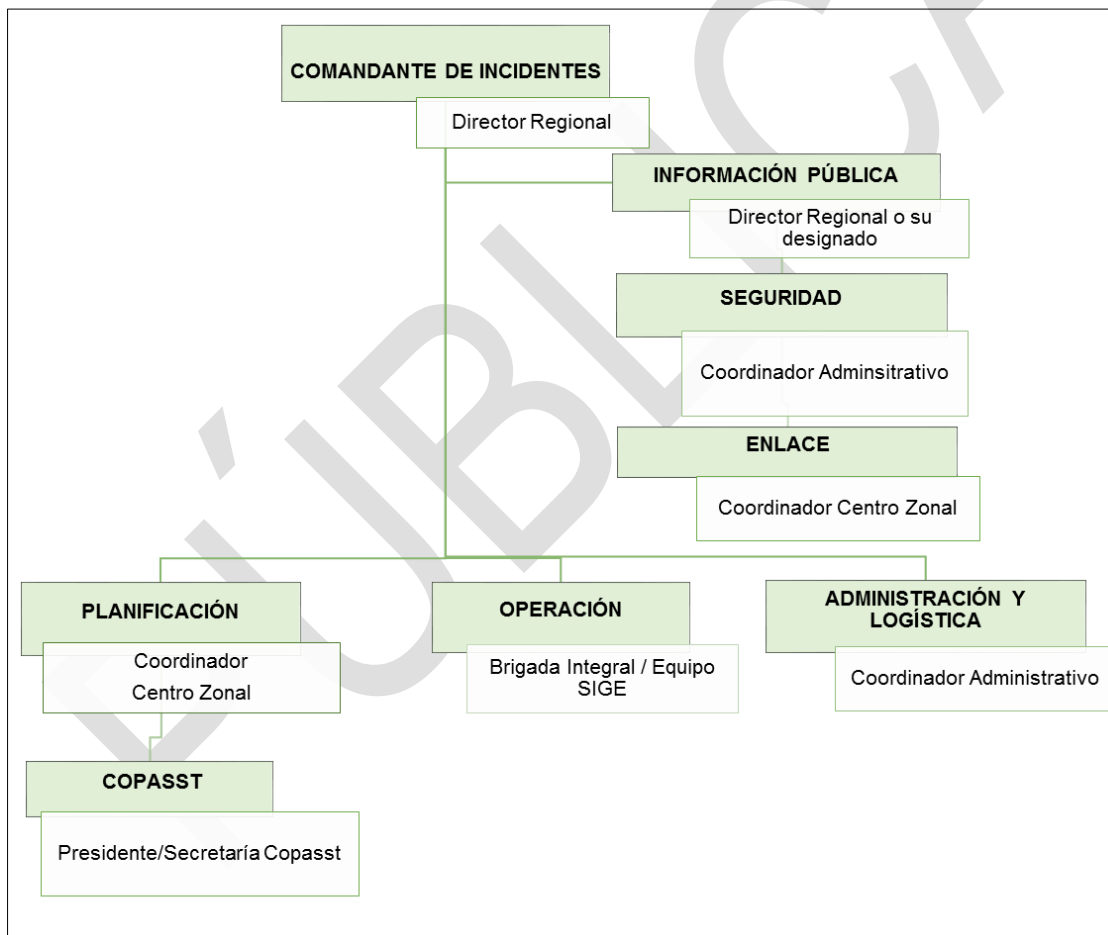 COMANDANTE DE INCIDENTES
Director Regional
INFORMACIÓN PÚBLICA
Director Regional o su
designado
SEGURIDAD
Coordinador Adminsitrativo
ENLACE
Coordinador Centro Zonal
PLANIFICACIÓN
Coordinador
Centro Zonal
OPERACIÓN
Brigada Integral / Equipo
SIGE
ADMINISTRACIÓN Y
LOGÍSTICA
Coordinador Administrativo
COPASST
Presidente/Secretaría Copasst
PÚBLICA